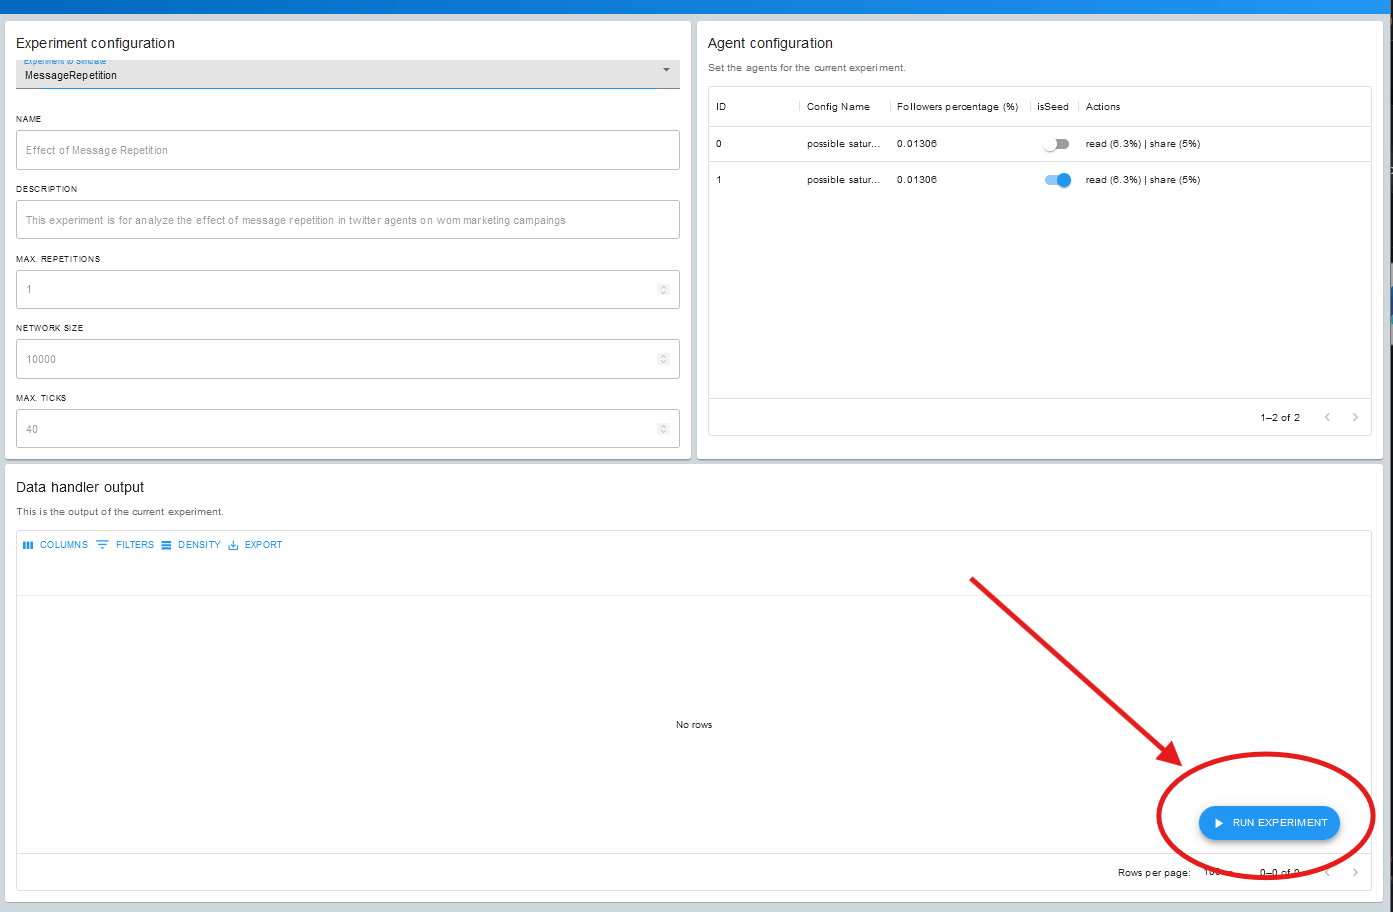 Experiment configuration
Experiment to Simulate
MessageRepetition
NAME
Effect of Message Repetition
DESCRIPTION
This experiment is for analyze the effect of message repetition in twitter agents on wom marketing campaings
MAX. REPETITIONS
1
NETWORK SIZE
10000
MAX. TICKS
40
Agent configuration
Set the agents for the current experiment.
ID Config Name Followers percentage (%) isSeed Actions
0 possible satur... 0.01306 read (6.3%) | share (5%)
1 possible satur... 0.01306 read (6.3%) | share (5%)
1–2 of 2
Data handler output
This is the output of the current experiment.
COLUMNS FILTERS DENSITY EXPORT
No rows
RUN EXPERIMENT
Rows per page: 100 0–0 of 0